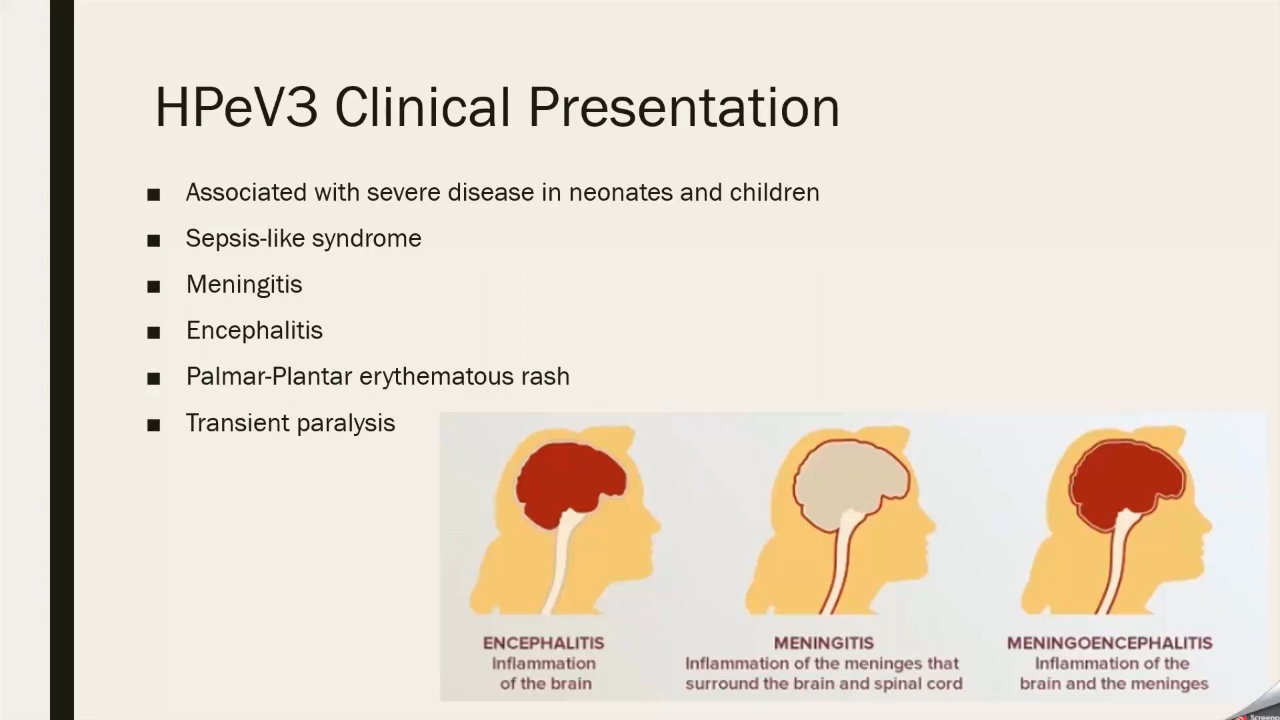 HPeV3 Clinical Presentation
Associated with severe disease in neonates and children
Sepsis-like syndrome
Meningitis
Encephalitis
Palmar-Plantar erythematous rash
Transient paralysis
ENCEPHALITIS
Inflammation
of the brain
MENINGITIS
Inflammation of the meninges that
surround the brain and spinal cord
MENINGOENCEPHALITIS
Inflammation of the
brain and the meninges